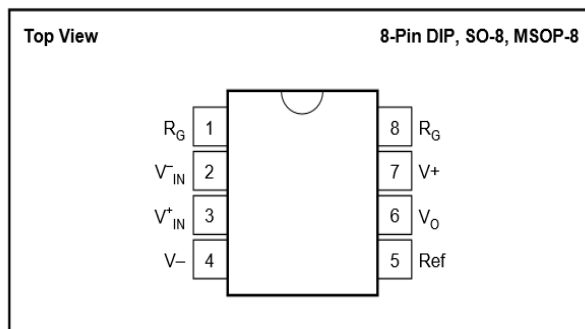 Top View 8-Pin DIP, SO-8, MSOP-8
R_G 1 8 R_G
V⁻_IN 2 7 V+
V⁺_IN 3 6 V_O
V– 4 5 Ref